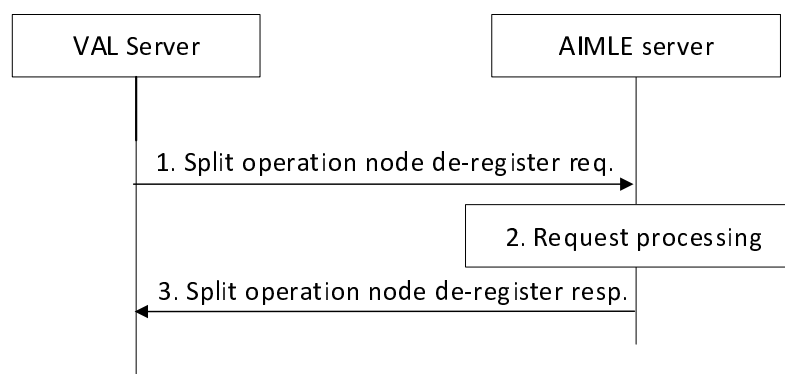 VAL Server
AIMLE server
1. Split operation node de-register req.
2. Request processing
3. Split operation node de-register resp.